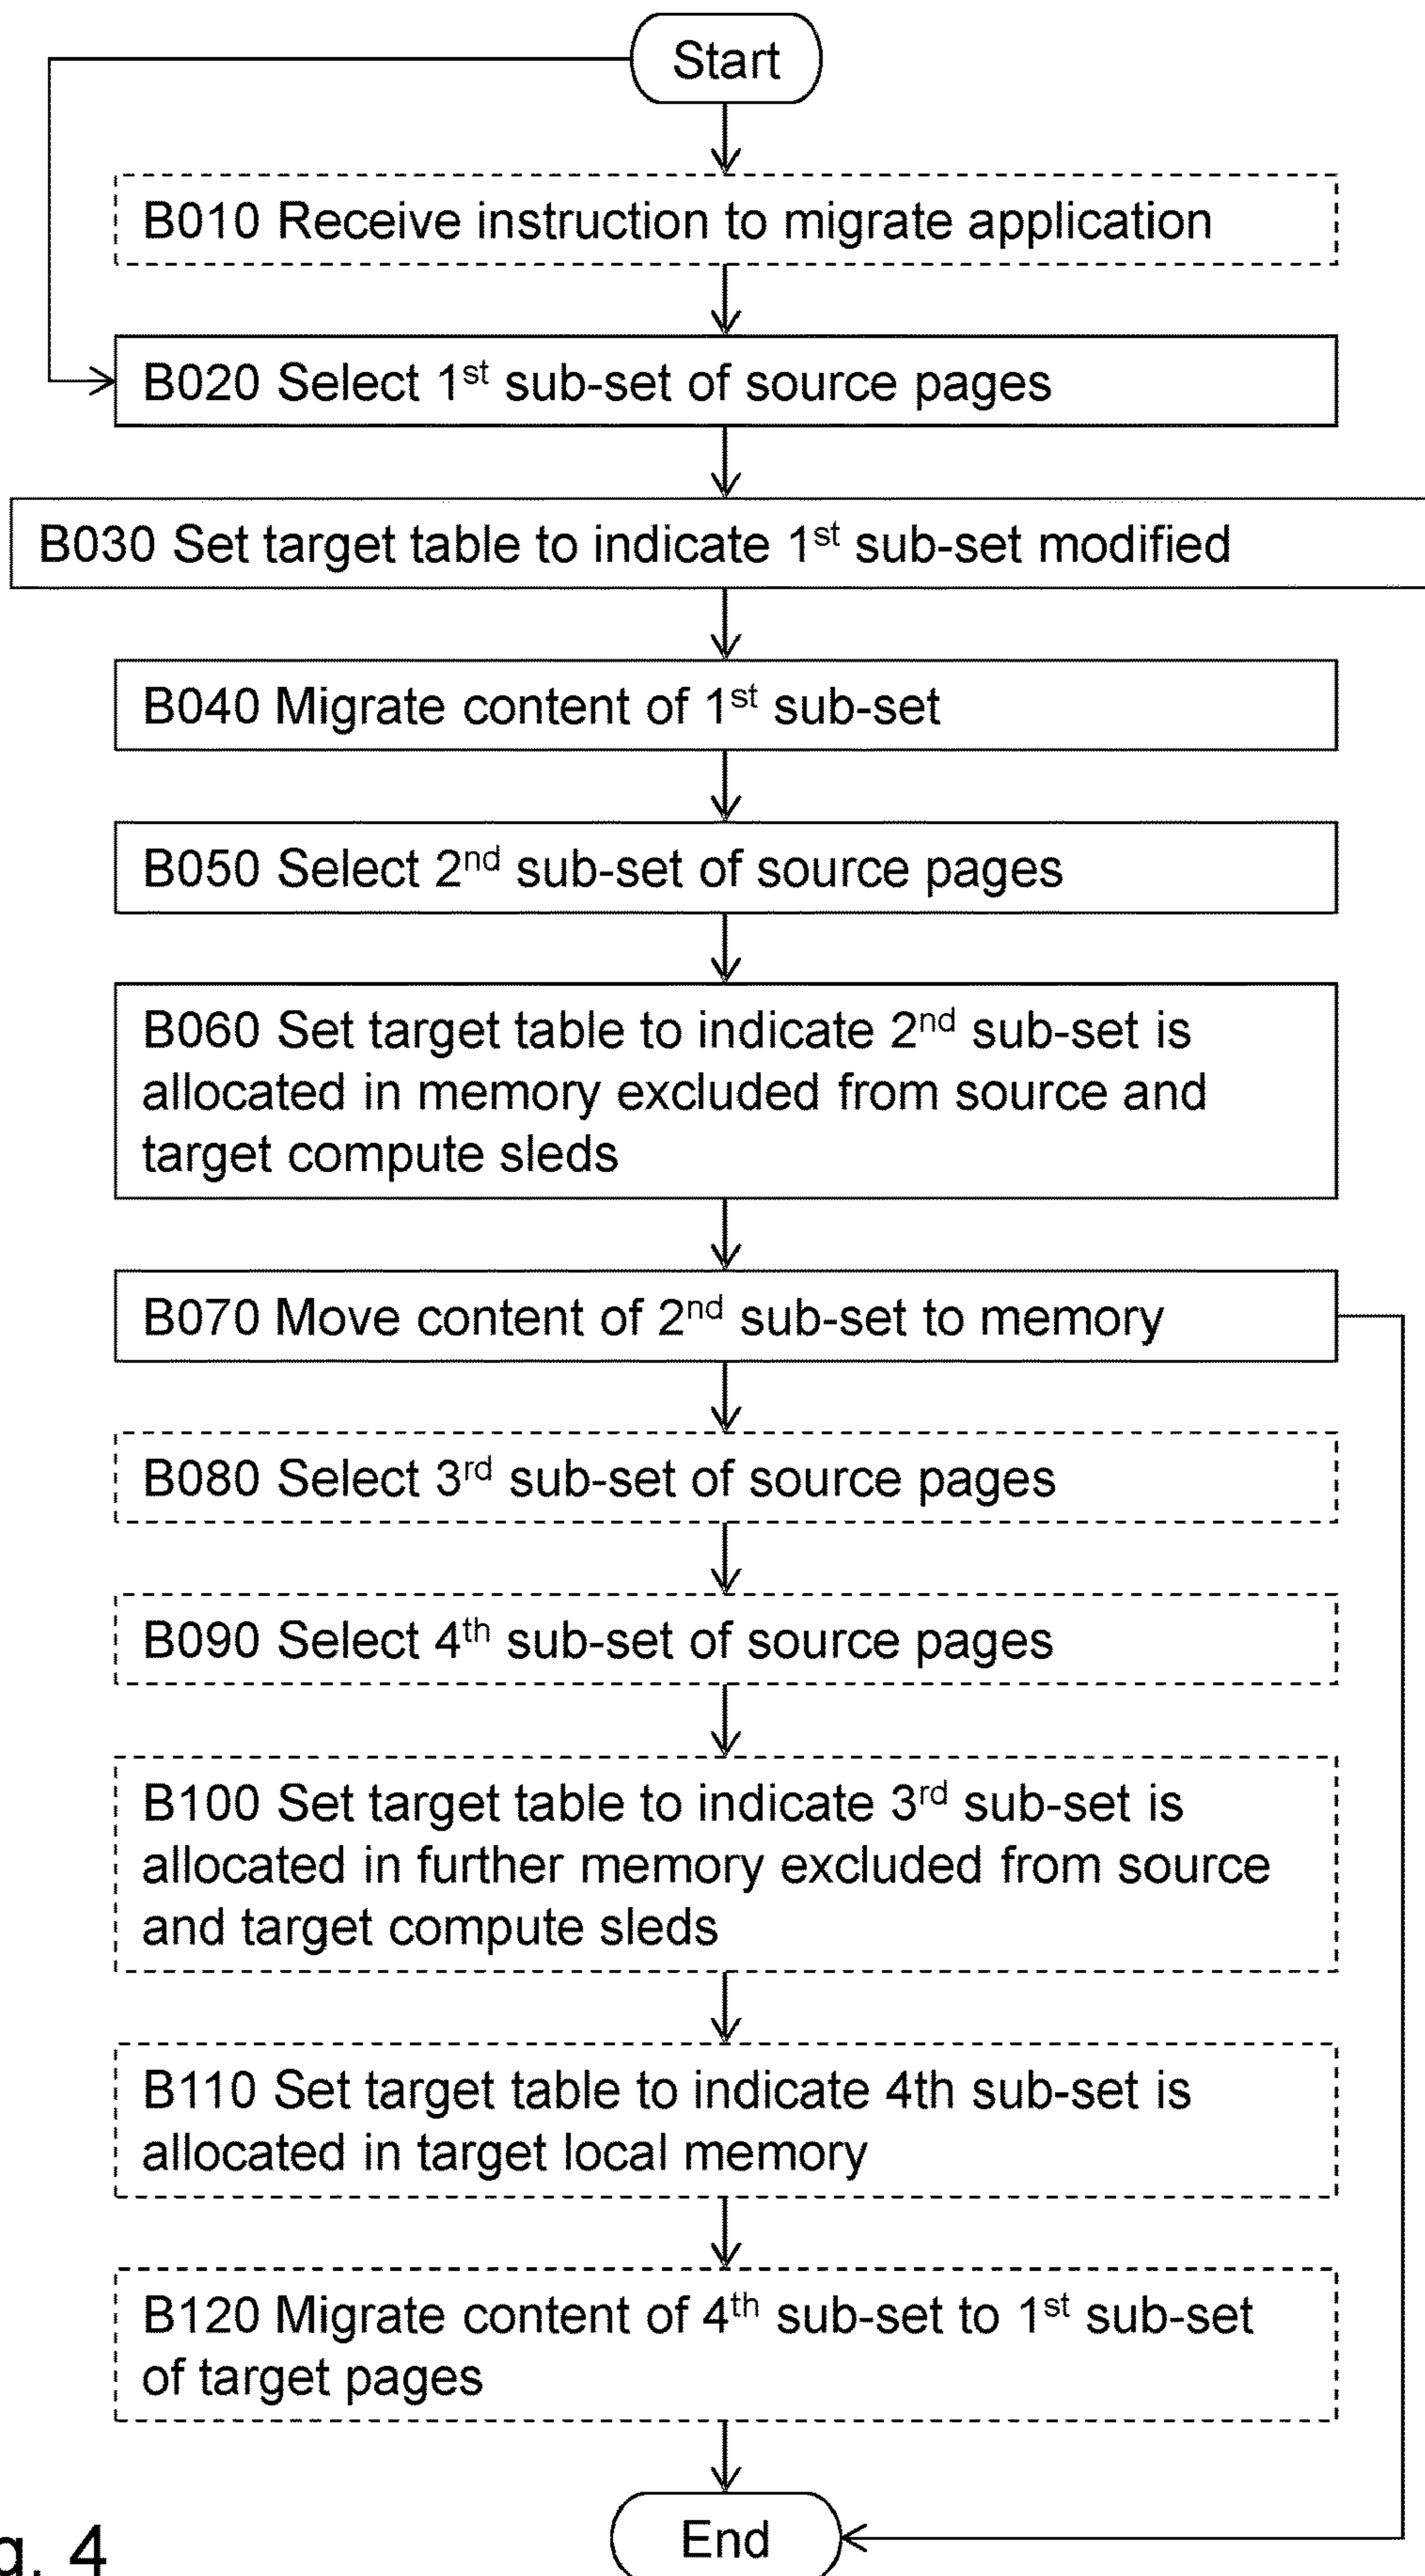 Start
B010 Receive instruction to migrate application
B020 Select 1st sub-set of source pages
B030 Set target table to indicate 1st sub-set modified
B040 Migrate content of 1st sub-set
B050 Select 2nd sub-set of source pages
B060 Set target table to indicate 2nd sub-set is
allocated in memory excluded from source and
target compute sleds
B070 Move content of 2nd sub-set to memory
B080 Select 3rd sub-set of source pages
B090 Select 4th sub-set of source pages
B100 Set target table to indicate 3rd sub-set is
allocated in further memory excluded from source
and target compute sleds
B110 Set target table to indicate 4th sub-set is
allocated in target local memory
B120 Migrate content of 4th sub-set to 1st sub-set
of target pages
End
g. 4